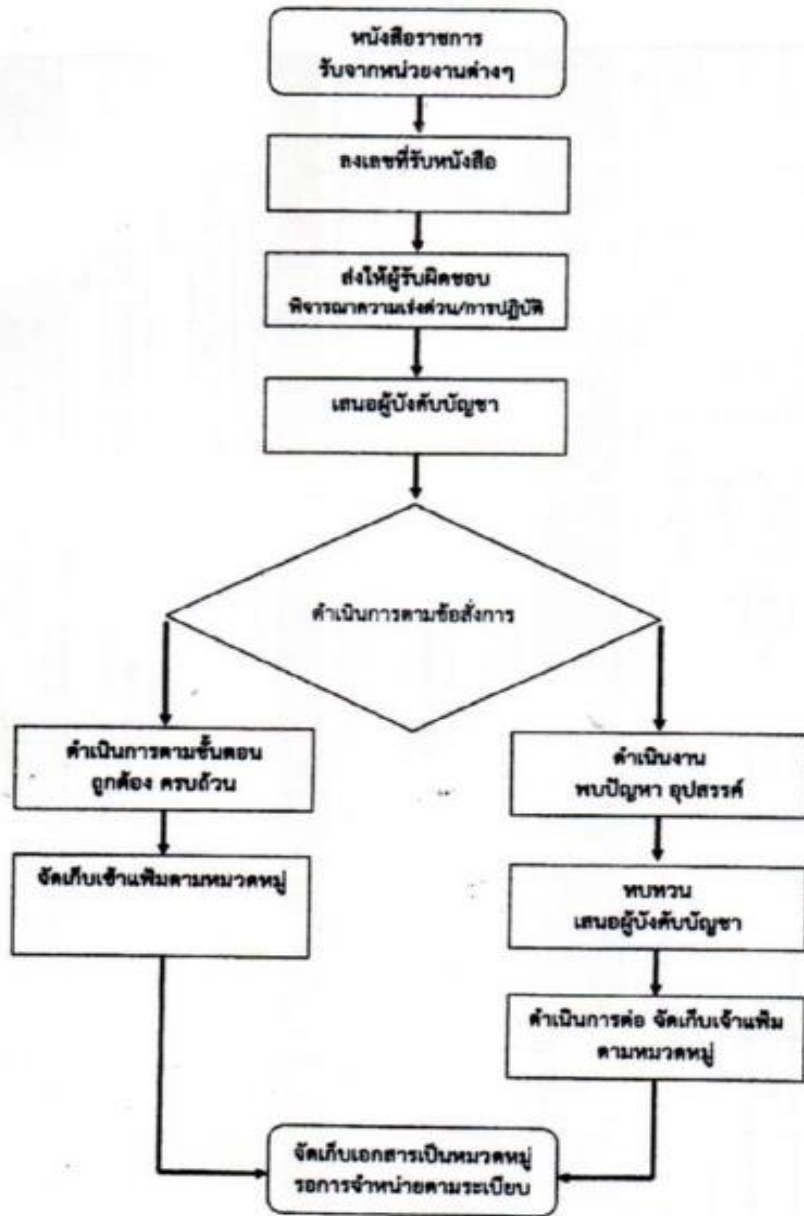 หนังสือราชการ
รับจากหน่วยงานต่างๆ
ลงเลขที่รับหนังสือ
ส่งให้ผู้รับผิดชอบ
พิจารณาความเร่งด่วน/การปฏิบัติ
เสนอผู้บังคับบัญชา
ดำเนินการตามข้อสั่งการ
ดำเนินการตามขั้นตอน
ถูกต้อง ครบถ้วน
จัดเก็บเข้าแฟ้มตามหมวดหมู่
ดำเนินงาน
พบปัญหา อุปสรรค์
ทบทวน
เสนอผู้บังคับบัญชา
ดำเนินการต่อ จัดเก็บเจ้าแฟ้ม
ตามหมวดหมู่
จัดเก็บเอกสารเป็นหมวดหมู่
รอการจำหน่ายตามระเบียบ